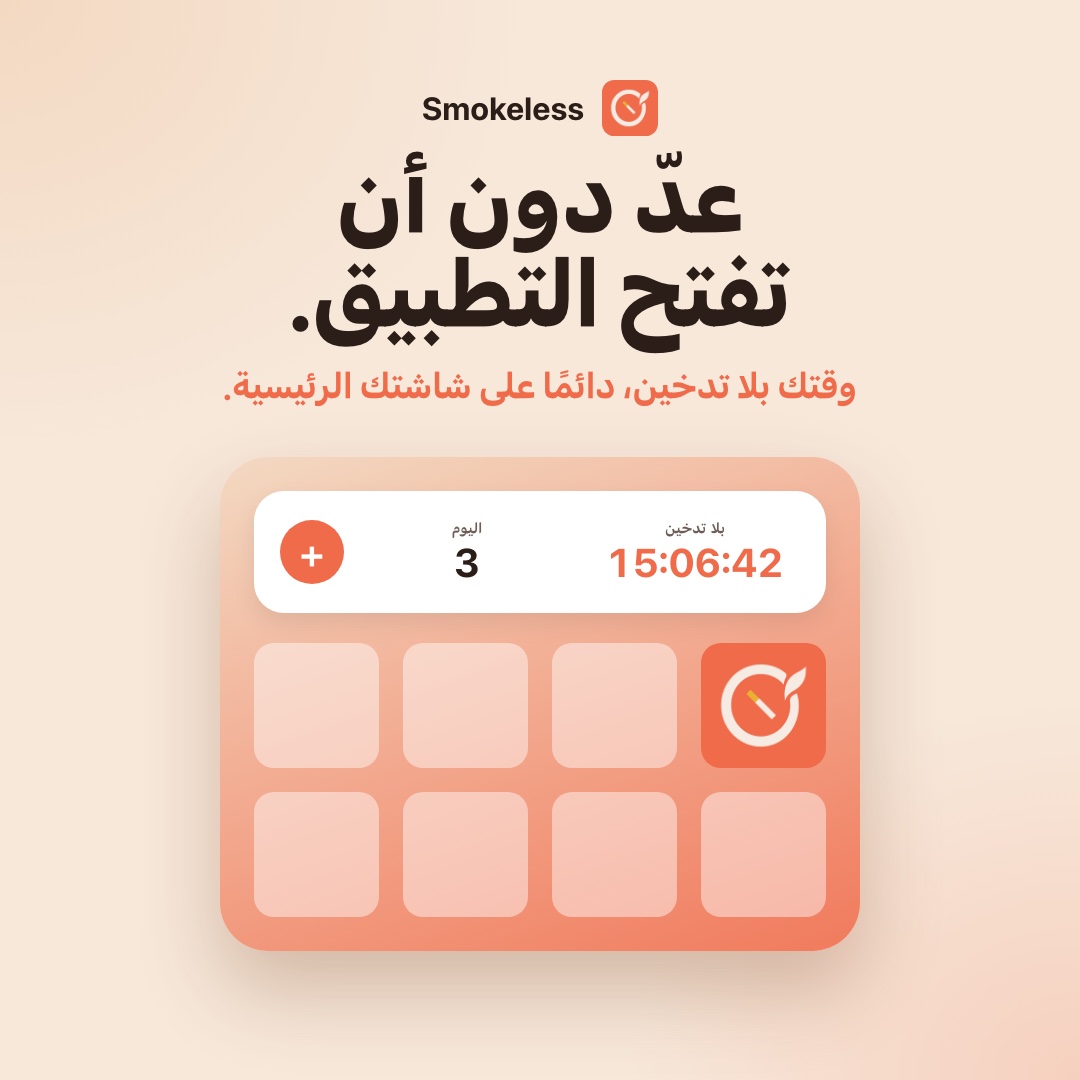 Smokeless
عدّ دون أن
تفتح التطبيق.
وقتك بلا تدخين، دائمًا على شاشتك الرئيسية.
بلا تدخين
15:06:42
اليوم
3
+